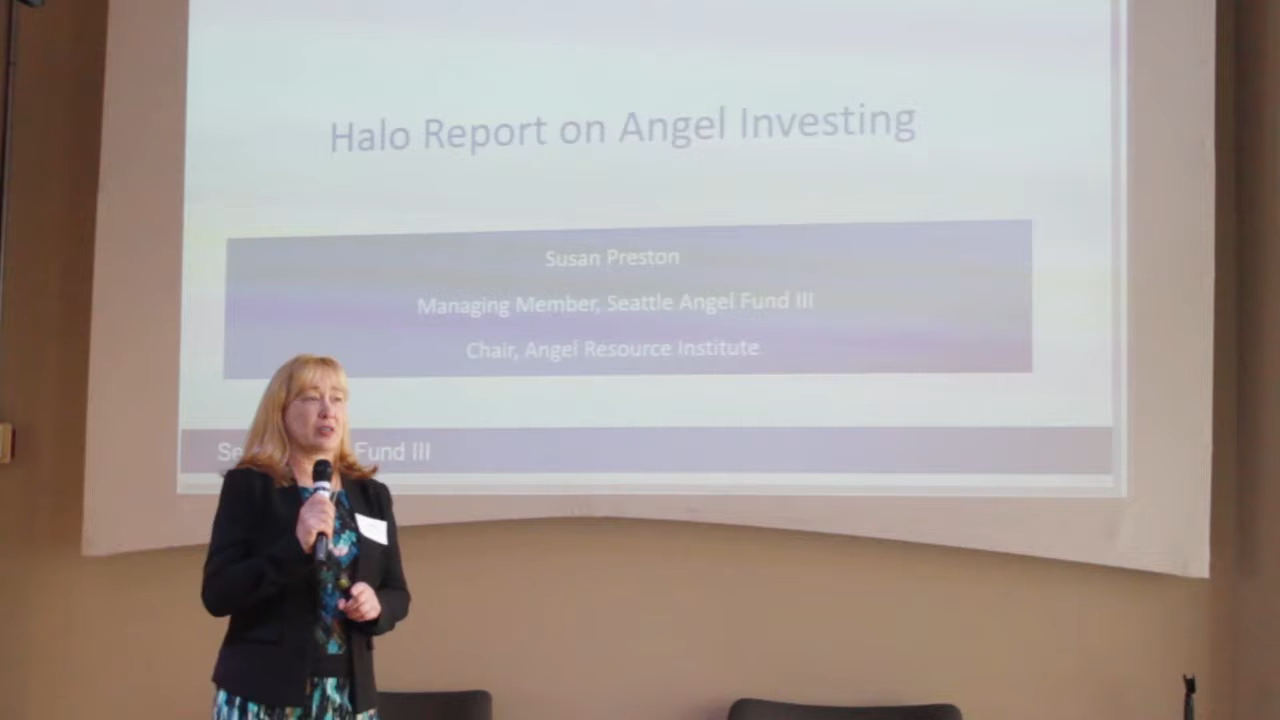 Halo Report on Angel Investing
Susan Preston
Managing Member, Seattle Angel Fund III
Chair, Angel Resource Institute
Se Fund III